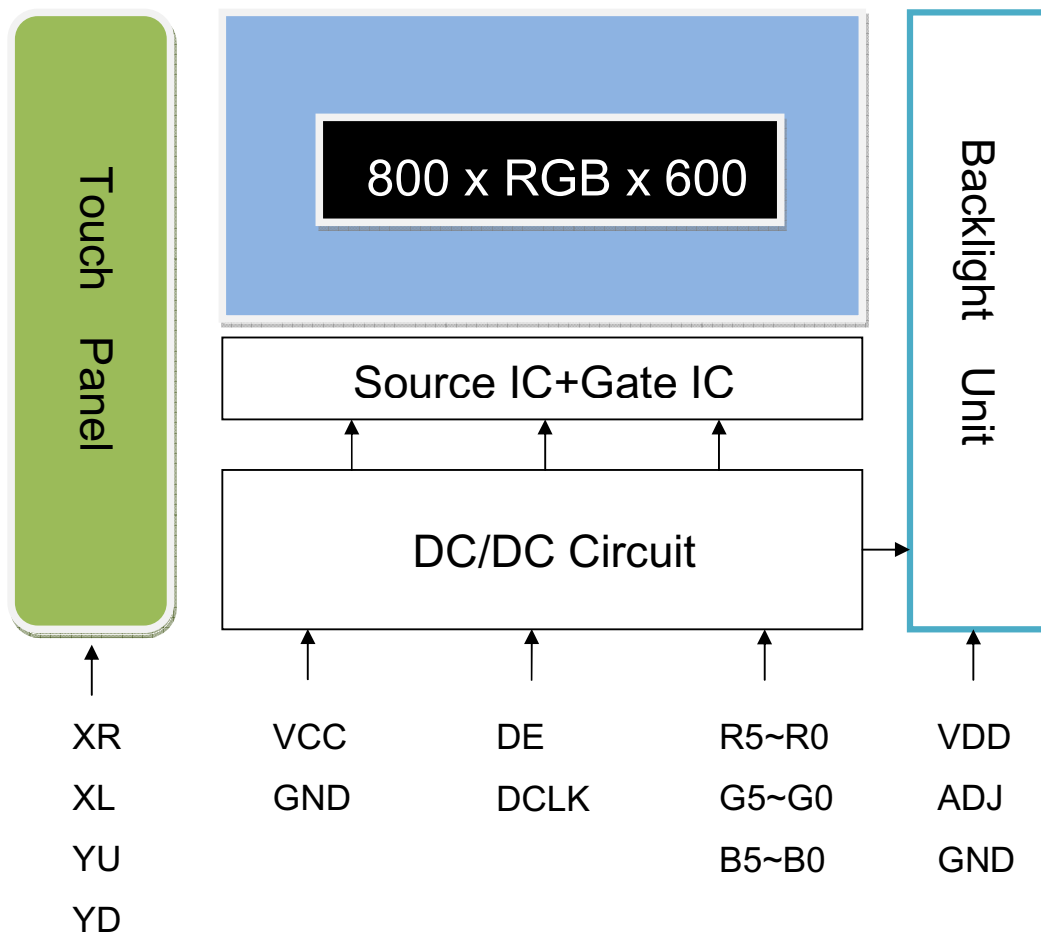 Touch Panel
800 x RGB x 600
Backlight Unit
Source IC+Gate IC
DC/DC Circuit
XR
XL
YU
YD
VCC
GND
DE
DCLK
R5~R0
G5~G0
B5~B0
VDD
ADJ
GND